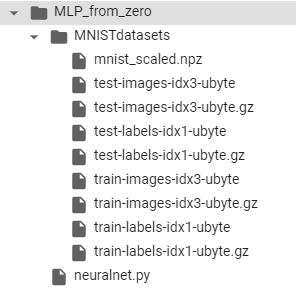 MLP_from_zero
MNISTdatasets
mnist_scaled.npz
test-images-idx3-ubyte
test-images-idx3-ubyte.gz
test-labels-idx1-ubyte
test-labels-idx1-ubyte.gz
train-images-idx3-ubyte
train-images-idx3-ubyte.gz
train-labels-idx1-ubyte
train-labels-idx1-ubyte.gz
neuralnet.py